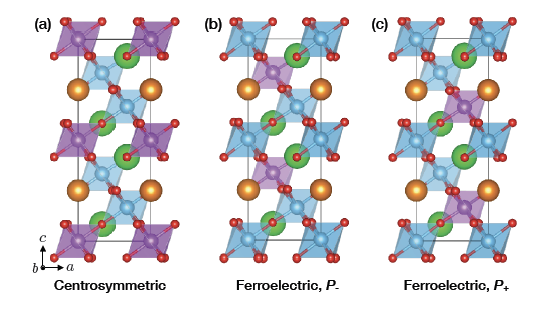 (a) (b) (c)
c
b a
Centrosymmetric Ferroelectric, P- Ferroelectric, P+